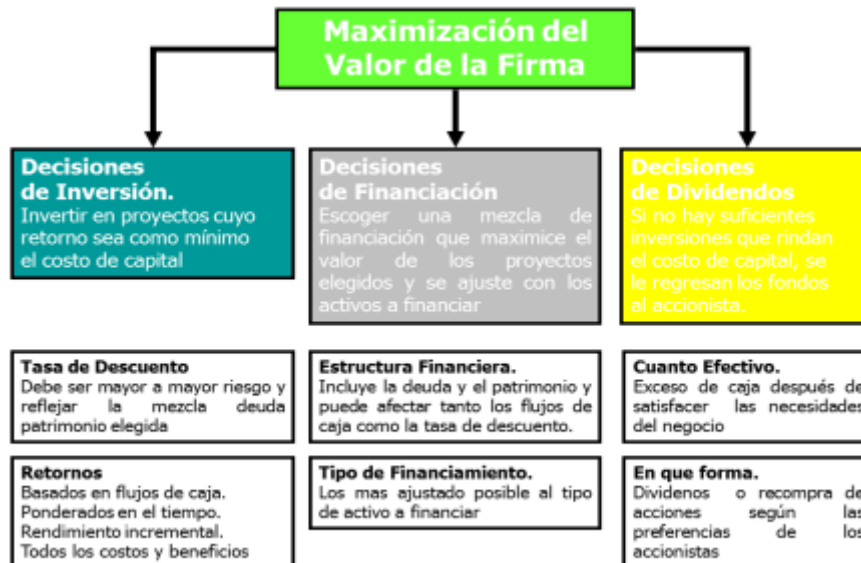 Maximización del
Valor de la Firma
Decisiones
de Inversión.
Invertir en proyectos cuyo
retorno sea como mínimo
el costo de capital
Decisiones
de Financiación
Escoger una mezcla de
financiación que maximice el
valor de los proyectos
elegidos y se ajuste con los
activos a financiar
Decisiones
de Dividendos
Si no hay suficientes
inversiones que rindan
el costo de capital, se
le regresan los fondos
al accionista.
Tasa de Descuento
Debe ser mayor a mayor riesgo y
reflejar la mezcla deuda
patrimonio elegida
Estructura Financiera.
Incluye la deuda y el patrimonio y
puede afectar tanto los flujos de
caja como la tasa de descuento.
Cuanto Efectivo.
Exceso de caja después de
satisfacer las necesidades
del negocio
Retornos
Basados en flujos de caja.
Ponderados en el tiempo.
Rendimiento incremental.
Todos los costos y beneficios
Tipo de Financiamiento.
Los mas ajustado posible al tipo
de activo a financiar
En que forma.
Dividenos o recompra de
acciones según las
preferencias de los
accionistas